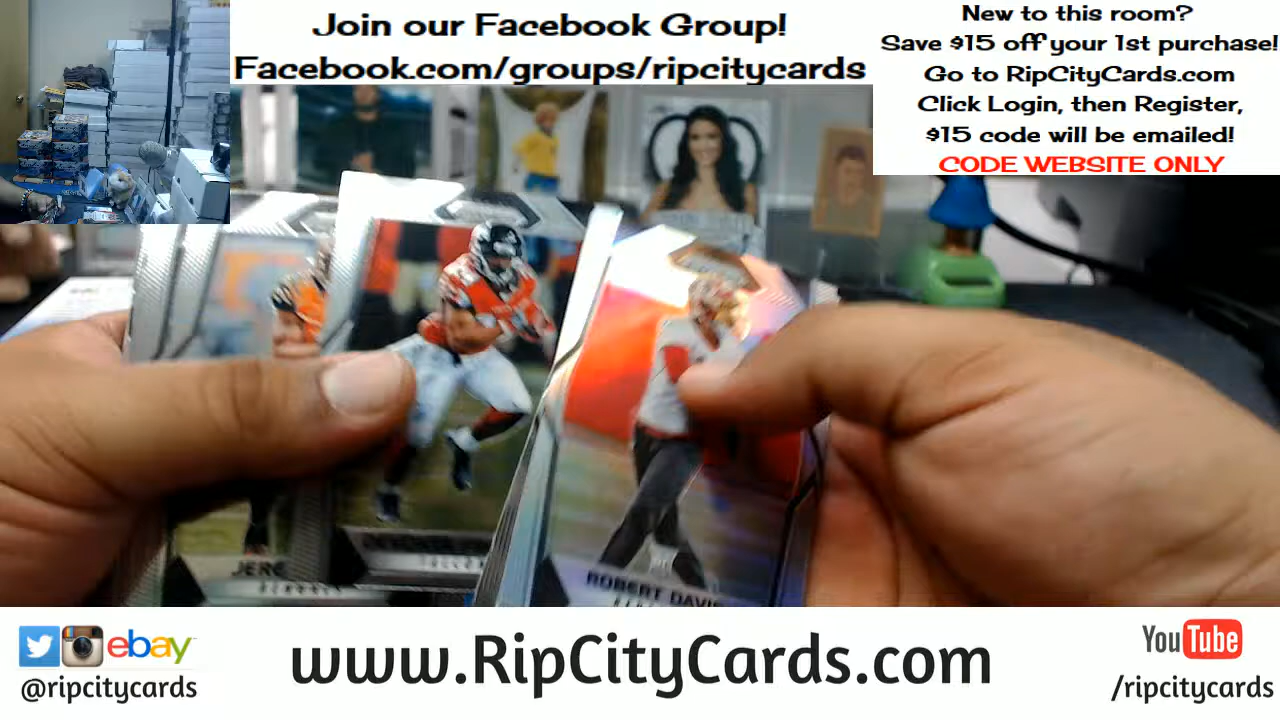 Join our Facebook Group!
Facebook.com/groups/ripcitycards
New to this room?
Save $15 off your 1st purchase!
Go to RipCityCards.com
Click Login, then Register,
$15 code will be emailed!
CODE WEBSITE ONLY
JERE
ROBERT DAVIS
ebay
@ripcitycards
www.RipCityCards.com
YouTube
/ripcitycards